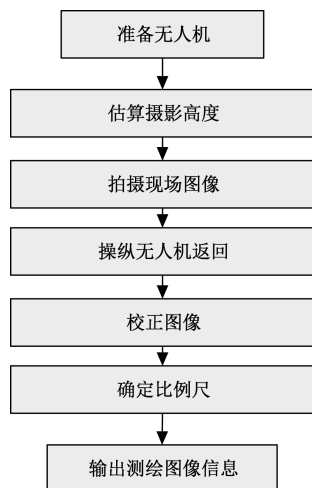 准备无人机
估算摄影高度
拍摄现场图像
操纵无人机返回
校正图像
确定比例尺
输出测绘图像信息